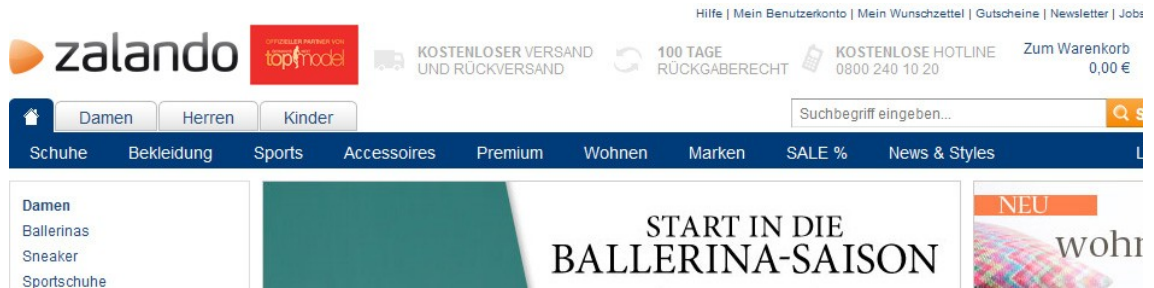 Hilfe | Mein Benutzerkonto | Mein Wunschzettel | Gutscheine | Newsletter | Jobs
zalando
OFFIZIELLER PARTNER VON
topmodel
KOSTENLOSER VERSAND
UND RÜCKVERSAND
100 TAGE
RÜCKGABERECHT
KOSTENLOSE HOTLINE
0800 240 10 20
Zum Warenkorb
0,00 €
Damen Herren Kinder
Suchbegriff eingeben...
Schuhe Bekleidung Sports Accessoires Premium Wohnen Marken SALE % News & Styles
Damen
Ballerinas
Sneaker
Sportschuhe
START IN DIE
BALLERINA-SAISON
NEU